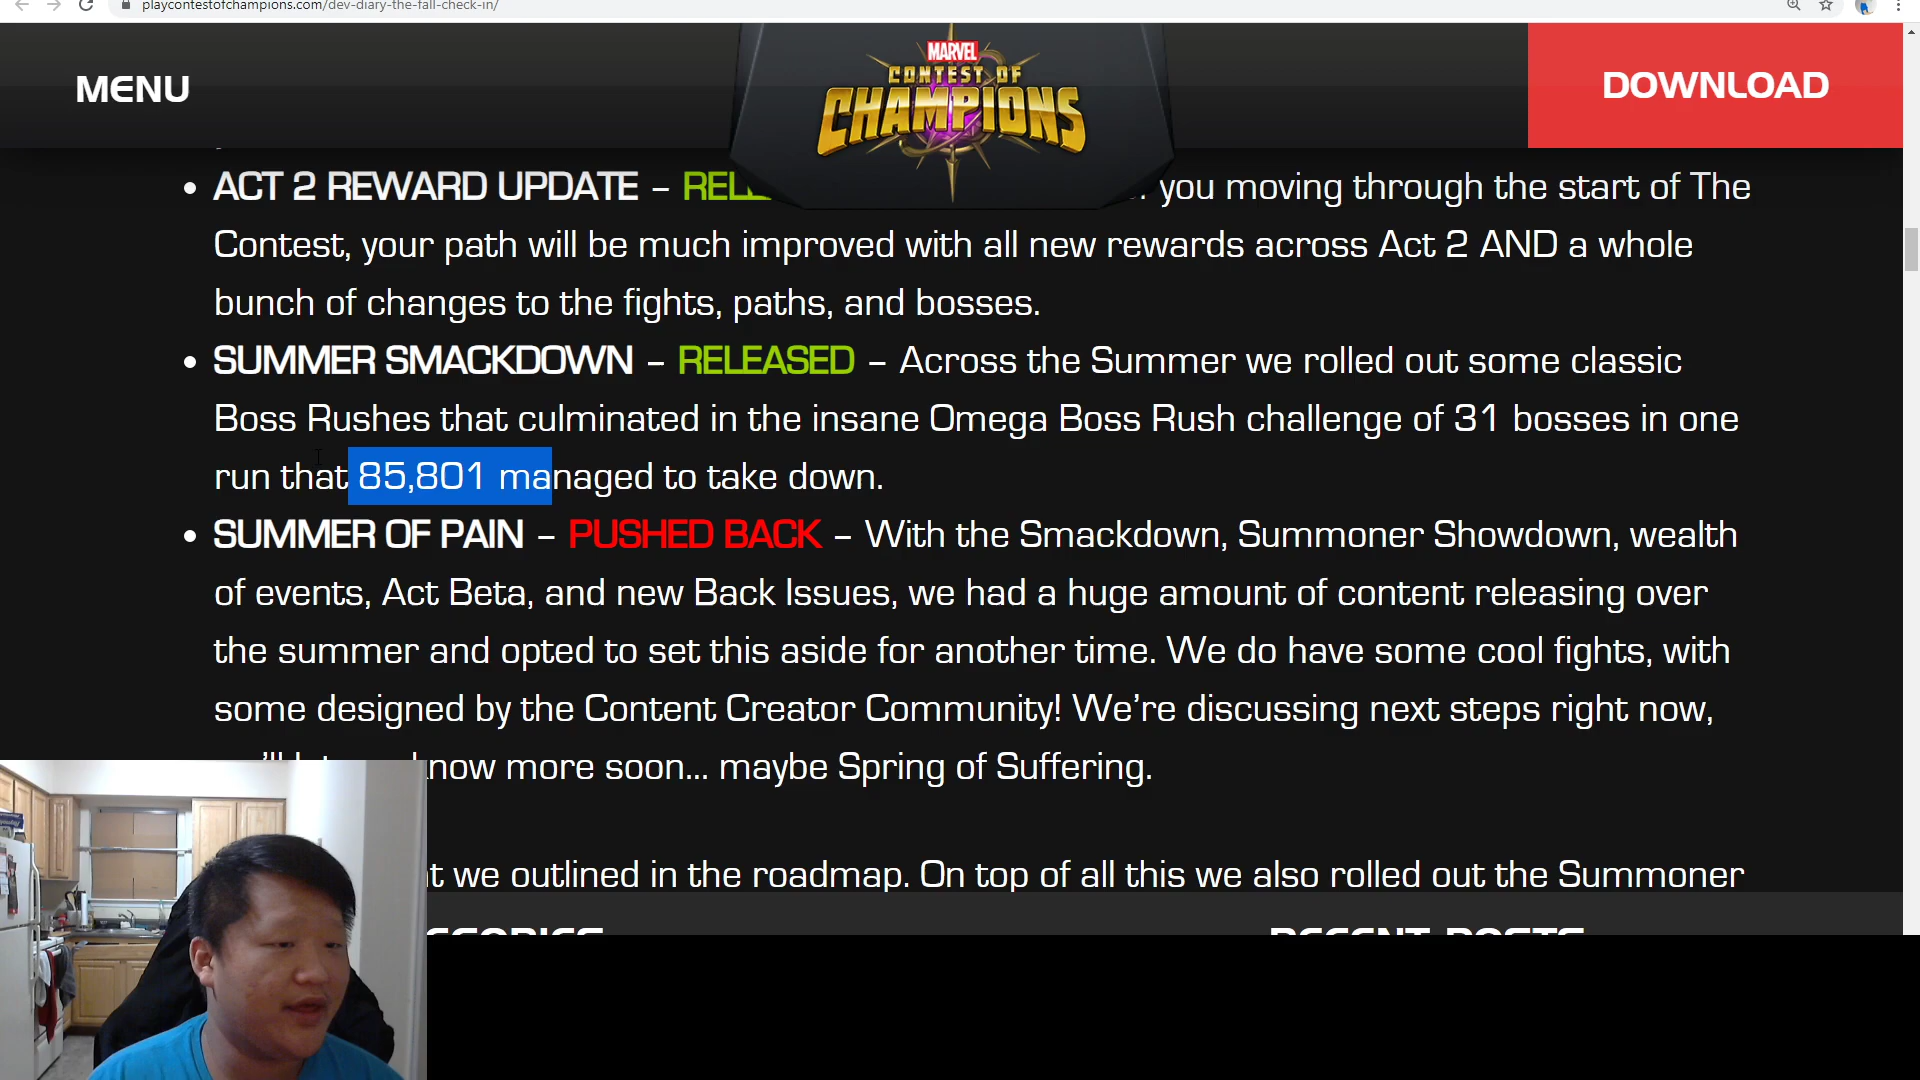 playcontestofchampions.com/dev-diary-the-fall-check-in/
MENU
MARVEL
CONTEST OF
CHAMPIONS
DOWNLOAD
• ACT 2 REWARD UPDATE – you moving through the start of The
Contest, your path will be much improved with all new rewards across Act 2 AND a whole
bunch of changes to the fights, paths, and bosses.
• SUMMER SMACKDOWN – RELEASED – Across the Summer we rolled out some classic
Boss Rushes that culminated in the insane Omega Boss Rush challenge of 31 bosses in one
run that 85,801 managed to take down.
• SUMMER OF PAIN – PUSHED BACK – With the Smackdown, Summoner Showdown, wealth
of events, Act Beta, and new Back Issues, we had a huge amount of content releasing over
the summer and opted to set this aside for another time. We do have some cool fights, with
some designed by the Content Creator Community! We’re discussing next steps right now,
know more soon… maybe Spring of Suffering.
we outlined in the roadmap. On top of all this we also rolled out the Summoner
RECENT POSTS